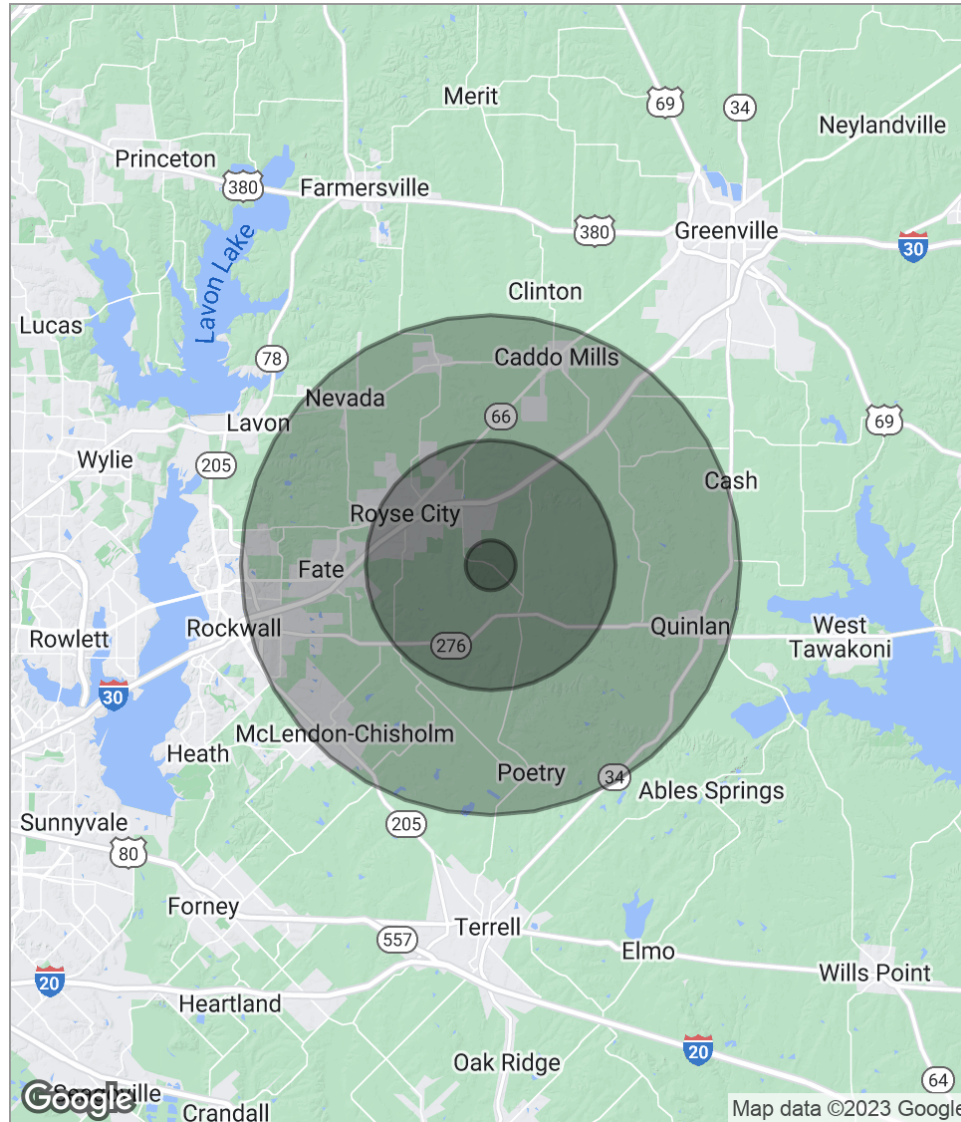 Merit
69
34
Neylandville
Princeton
380
Farmersville
380
Greenville
30
Lavon Lake
Clinton
Lucas
78
Caddo Mills
Nevada
66
Lavon
69
Wylie
205
Cash
Royse City
Fate
Rockwall
Rowlett
276
Quinlan
West
Tawakoni
30
McLendon-Chisholm
Heath
Poetry
34
Ables Springs
Sunnyvale
205
80
Forney
Terrell
557
Elmo
Wills Point
20
Heartland
20
Oak Ridge
64
Seagoville
Google
Crandall
Map data ©2023 Google